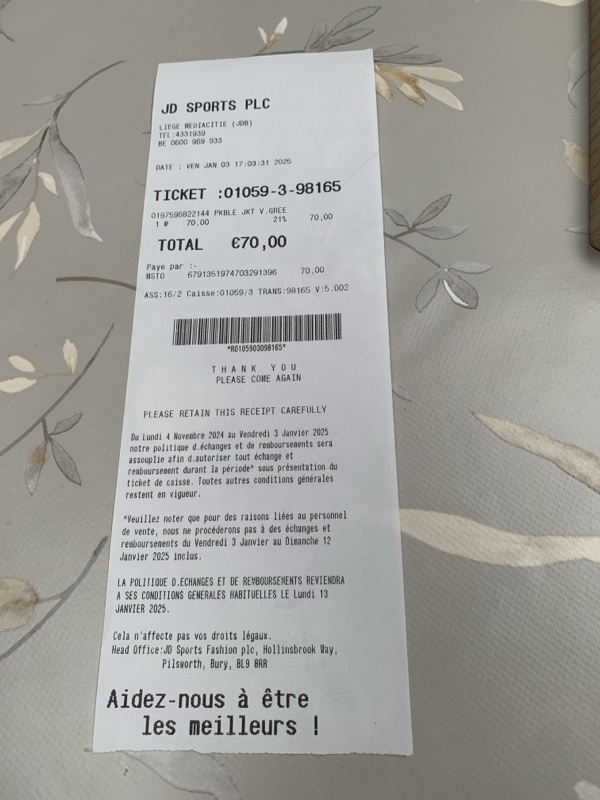 JD SPORTS PLC
LIEGE MEDIACITIE (JDB)
TEL:4331939
BE 0600 969 933
DATE : VEN JAN 03 17:03:31 2025
TICKET :01059-3-98165
0197596822144 PKBLE JKT V.GREE
1 @ 70,00 21% 70,00
TOTAL €70,00
Paye par :-
MSTO 6791351974703291396 70,00
ASS:16/2 Caisse:01059/3 TRANS:98165 V:5.002
*R0105903098165*
THANK YOU
PLEASE COME AGAIN
PLEASE RETAIN THIS RECEIPT CAREFULLY
Du Lundi 4 Novembre 2024 au Vendredi 3 Janvier 2025
notre politique d.échanges et de remboursements sera
assouplie afin d.autoriser tout échange et
remboursement durant la période* sous présentation du
ticket de caisse. Toutes autres conditions générales
restent en vigueur.
*Veuillez noter que pour des raisons liées au personnel
de vente, nous ne procéderons pas à des échanges et
remboursements du Vendredi 3 Janvier au Dimanche 12
Janvier 2025 inclus.
LA POLITIQUE D.ECHANGES ET DE REMBOURSEMENTS REVIENDRA
A SES CONDITIONS GENERALES HABITUELLES LE Lundi 13
JANVIER 2025.
Cela n'affecte pas vos droits légaux.
Head Office:JD Sports Fashion plc, Hollinsbrook Way,
Pilsworth, Bury, BL9 8RR
Aidez-nous à être
les meilleurs !